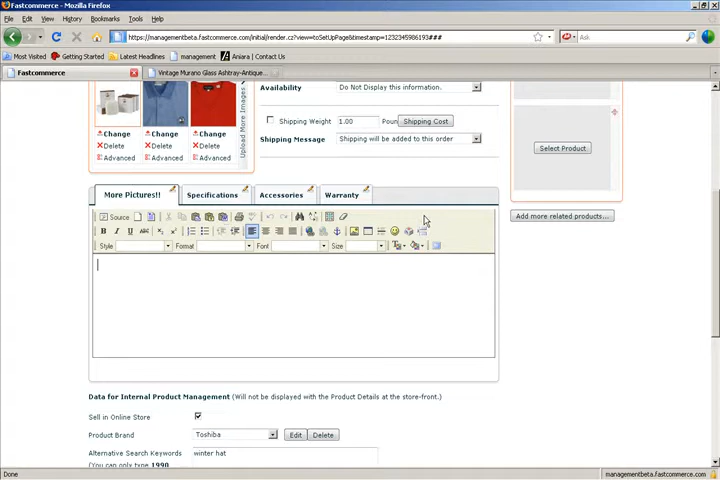 Fastcommerce - Mozilla Firefox
File Edit View History Bookmarks Tools Help
https://managementbeta.fastcommerce.com/initial/render.cz?view=toSetUpPage&timestamp=1232345986193###
Ask
Most Visited Getting Started Latest Headlines management Aniara | Contact Us
Fastcommerce Vintage Murano Glass Ashtray-Antique...
Availability Do Not Display this information.
Shipping Weight 1.00 Poun Shipping Cost
Shipping Message Shipping will be added to this order
Change Change Change
Delete Delete Delete
Advanced Advanced Advanced
Upload More Images
Select Product
More Pictures!! Specifications Accessories Warranty
Add more related products...
Source
B I U ABC x₂ x²
Style Format Font Size
Data for Internal Product Management (Will not be displayed with the Product Details at the store-front.)
Sell in Online Store
Product Brand Toshiba Edit Delete
Alternative Search Keywords winter hat
(You can only type 1990
Done managementbeta.fastcommerce.com